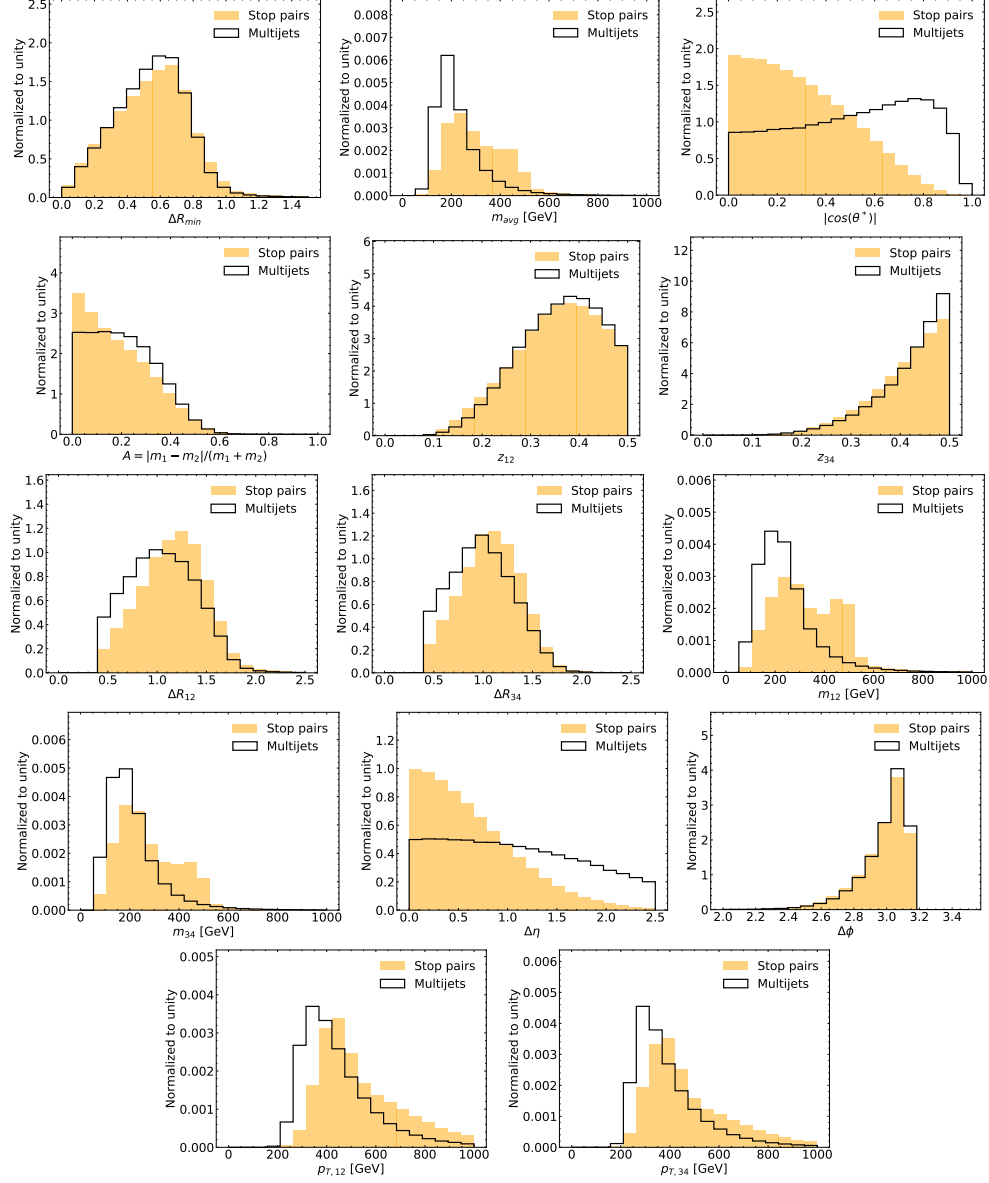 Stop pairs
Multijets
Normalized to unity
2.5
2.0
1.5
1.0
0.5
0.0
0.0 0.2 0.4 0.6 0.8 1.0 1.2 1.4
ΔR_min
Stop pairs
Multijets
Normalized to unity
0.008
0.007
0.006
0.005
0.004
0.003
0.002
0.001
0.000
0 200 400 600 800 1000
m_avg [GeV]
Stop pairs
Multijets
Normalized to unity
2.5
2.0
1.5
1.0
0.5
0.0
0.0 0.2 0.4 0.6 0.8 1.0
|cos(θ*)|
Stop pairs
Multijets
Normalized to unity
4
3
2
1
0
0.0 0.2 0.4 0.6 0.8 1.0
A = |m₁ − m₂|/(m₁ + m₂)
Stop pairs
Multijets
Normalized to unity
6
5
4
3
2
1
0
0.0 0.1 0.2 0.3 0.4 0.5
z₁₂
Stop pairs
Multijets
Normalized to unity
12
10
8
6
4
2
0
0.0 0.1 0.2 0.3 0.4 0.5
z₃₄
Stop pairs
Multijets
Normalized to unity
1.6
1.4
1.2
1.0
0.8
0.6
0.4
0.2
0.0
0.0 0.5 1.0 1.5 2.0 2.5
ΔR₁₂
Stop pairs
Multijets
Normalized to unity
1.6
1.4
1.2
1.0
0.8
0.6
0.4
0.2
0.0
0.0 0.5 1.0 1.5 2.0 2.5
ΔR₃₄
Stop pairs
Multijets
Normalized to unity
0.006
0.005
0.004
0.003
0.002
0.001
0.000
0 200 400 600 800 1000
m₁₂ [GeV]
Stop pairs
Multijets
Normalized to unity
0.006
0.005
0.004
0.003
0.002
0.001
0.000
0 200 400 600 800 1000
m₃₄ [GeV]
Stop pairs
Multijets
Normalized to unity
1.2
1.0
0.8
0.6
0.4
0.2
0.0
0.0 0.5 1.0 1.5 2.0 2.5
Δη
Stop pairs
Multijets
Normalized to unity
5
4
3
2
1
0
2.0 2.2 2.4 2.6 2.8 3.0 3.2 3.4
Δϕ
Stop pairs
Multijets
Normalized to unity
0.005
0.004
0.003
0.002
0.001
0.000
0 200 400 600 800 1000
p_T,12 [GeV]
Stop pairs
Multijets
Normalized to unity
0.006
0.005
0.004
0.003
0.002
0.001
0.000
0 200 400 600 800 1000
p_T,34 [GeV]